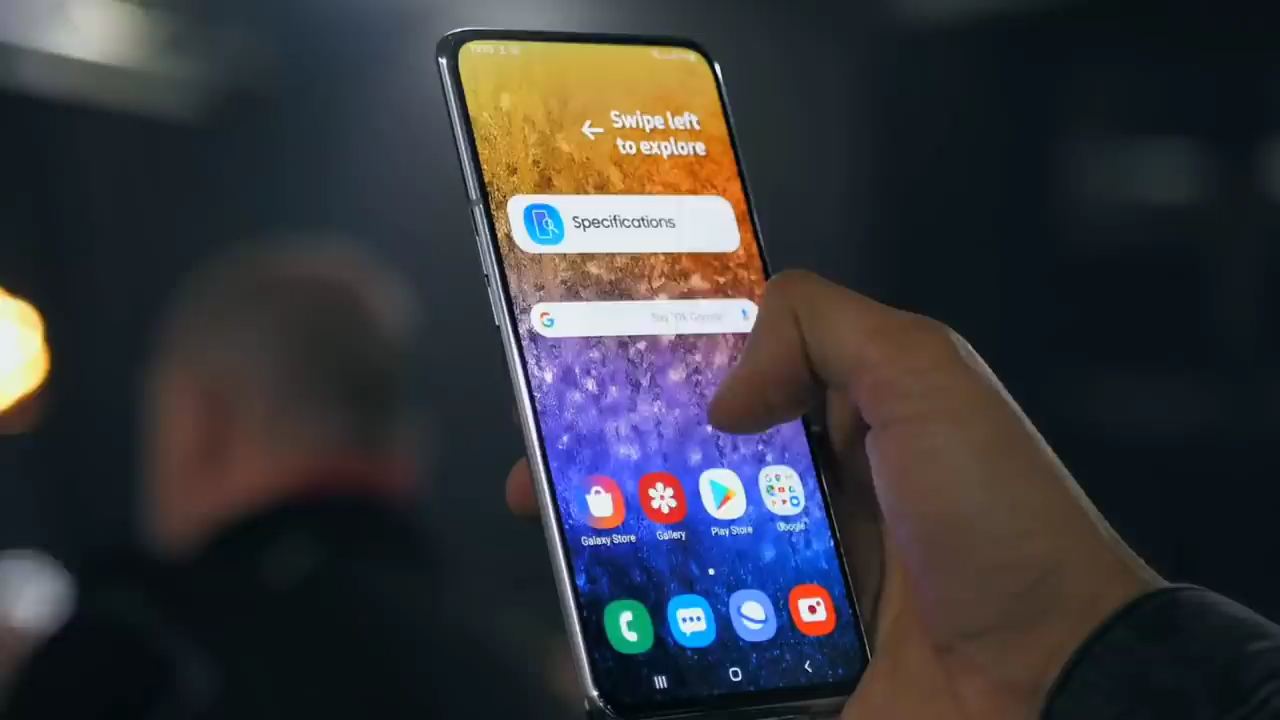 ← Swipe left
to explore
Specifications
Galaxy Store
Gallery
Play Store
Google